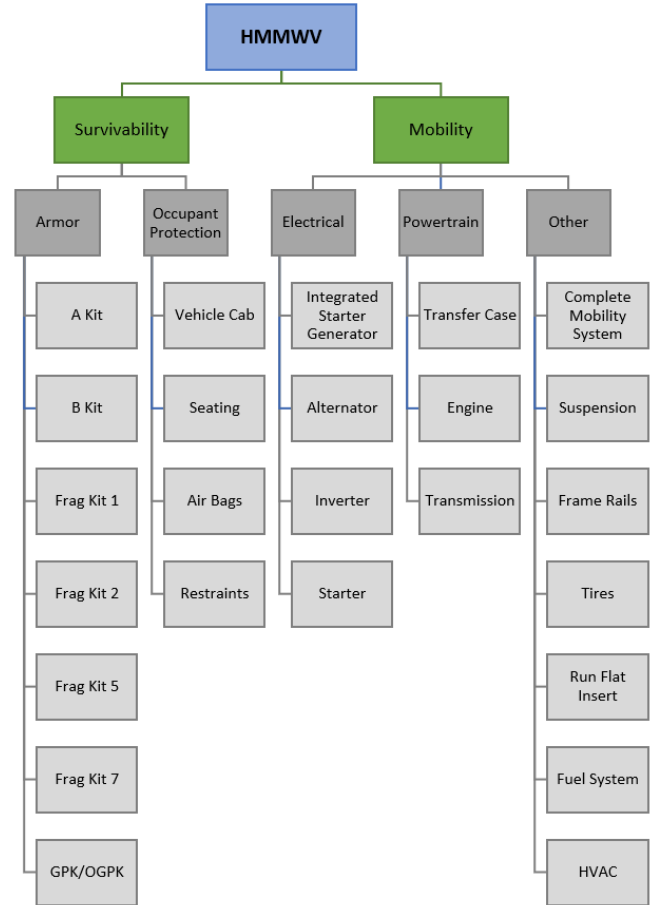 HMMWV
Survivability
Mobility
Armor
Occupant
Protection
Electrical
Powertrain
Other
A Kit
Vehicle Cab
Integrated
Starter
Generator
Transfer Case
Complete
Mobility
System
B Kit
Seating
Alternator
Engine
Suspension
Frag Kit 1
Air Bags
Inverter
Transmission
Frame Rails
Frag Kit 2
Restraints
Starter
Tires
Frag Kit 5
Run Flat
Insert
Frag Kit 7
Fuel System
GPK/OGPK
HVAC